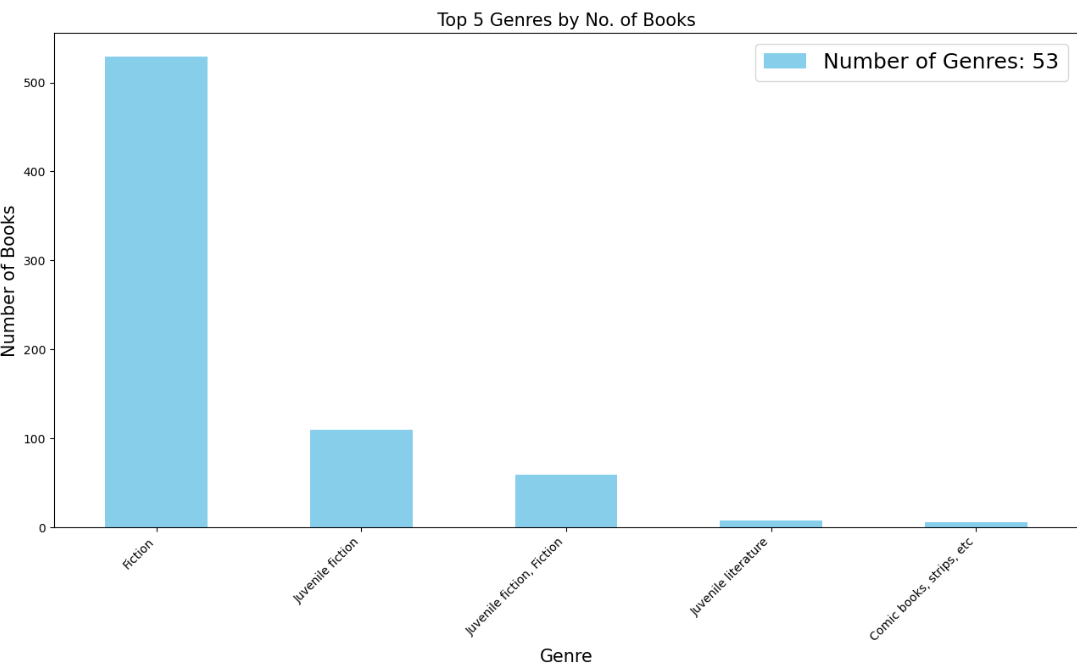 Top 5 Genres by No. of Books
Number of Genres: 53
Number of Books
500
400
300
200
100
0
Fiction
Juvenile fiction
Juvenile fiction, Fiction
Juvenile literature
Comic books, strips, etc
Genre